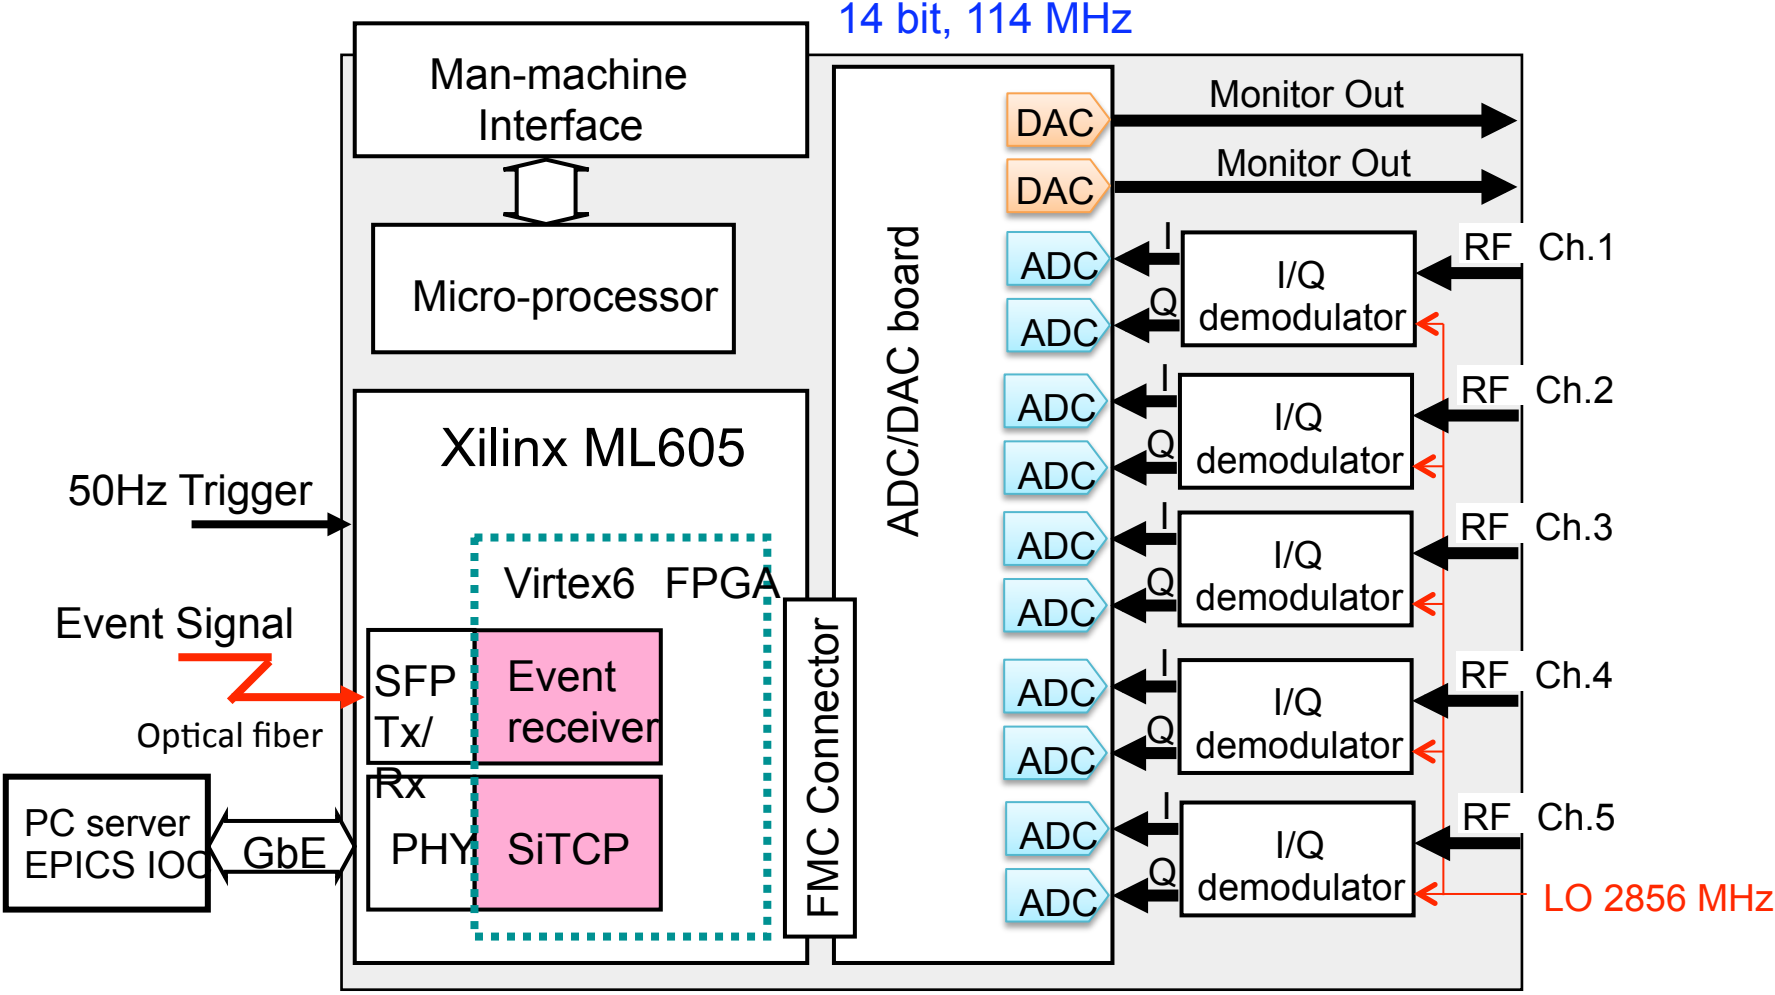 14 bit, 114 MHz
Man-machine
Interface
Micro-processor
Xilinx ML605
50Hz Trigger
Virtex6 FPGA
Event Signal
Optical fiber
SFP
Tx/
Rx
Event
receiver
PHY
SiTCP
PC server
EPICS IOC
GbE
FMC Connector
ADC/DAC board
DAC
Monitor Out
DAC
Monitor Out
ADC
I
ADC
Q
I/Q
demodulator
RF Ch.1
ADC
I
ADC
Q
I/Q
demodulator
RF Ch.2
ADC
I
ADC
Q
I/Q
demodulator
RF Ch.3
ADC
I
ADC
Q
I/Q
demodulator
RF Ch.4
ADC
I
ADC
Q
I/Q
demodulator
RF Ch.5
LO 2856 MHz